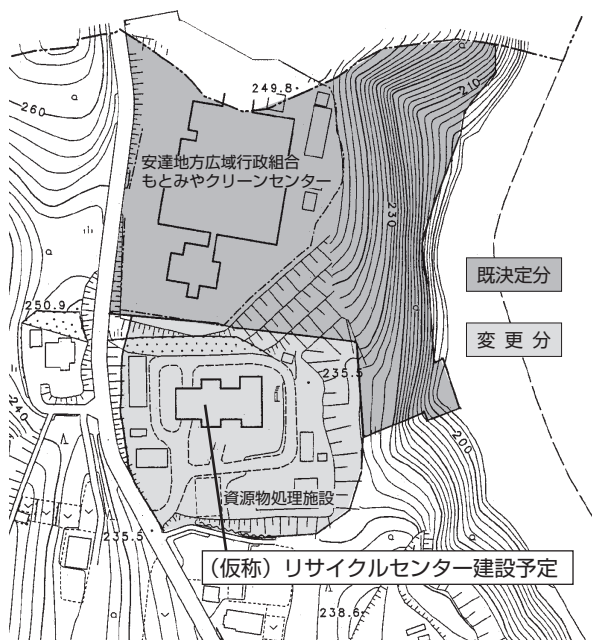 249.8
260
210
安達地方広域行政組合
もとみやクリーンセンター
230
既決定分
250.9
変更分
235.5
240
200
資源物処理施設
235.5
(仮称)リサイクルセンター建設予定
238.6